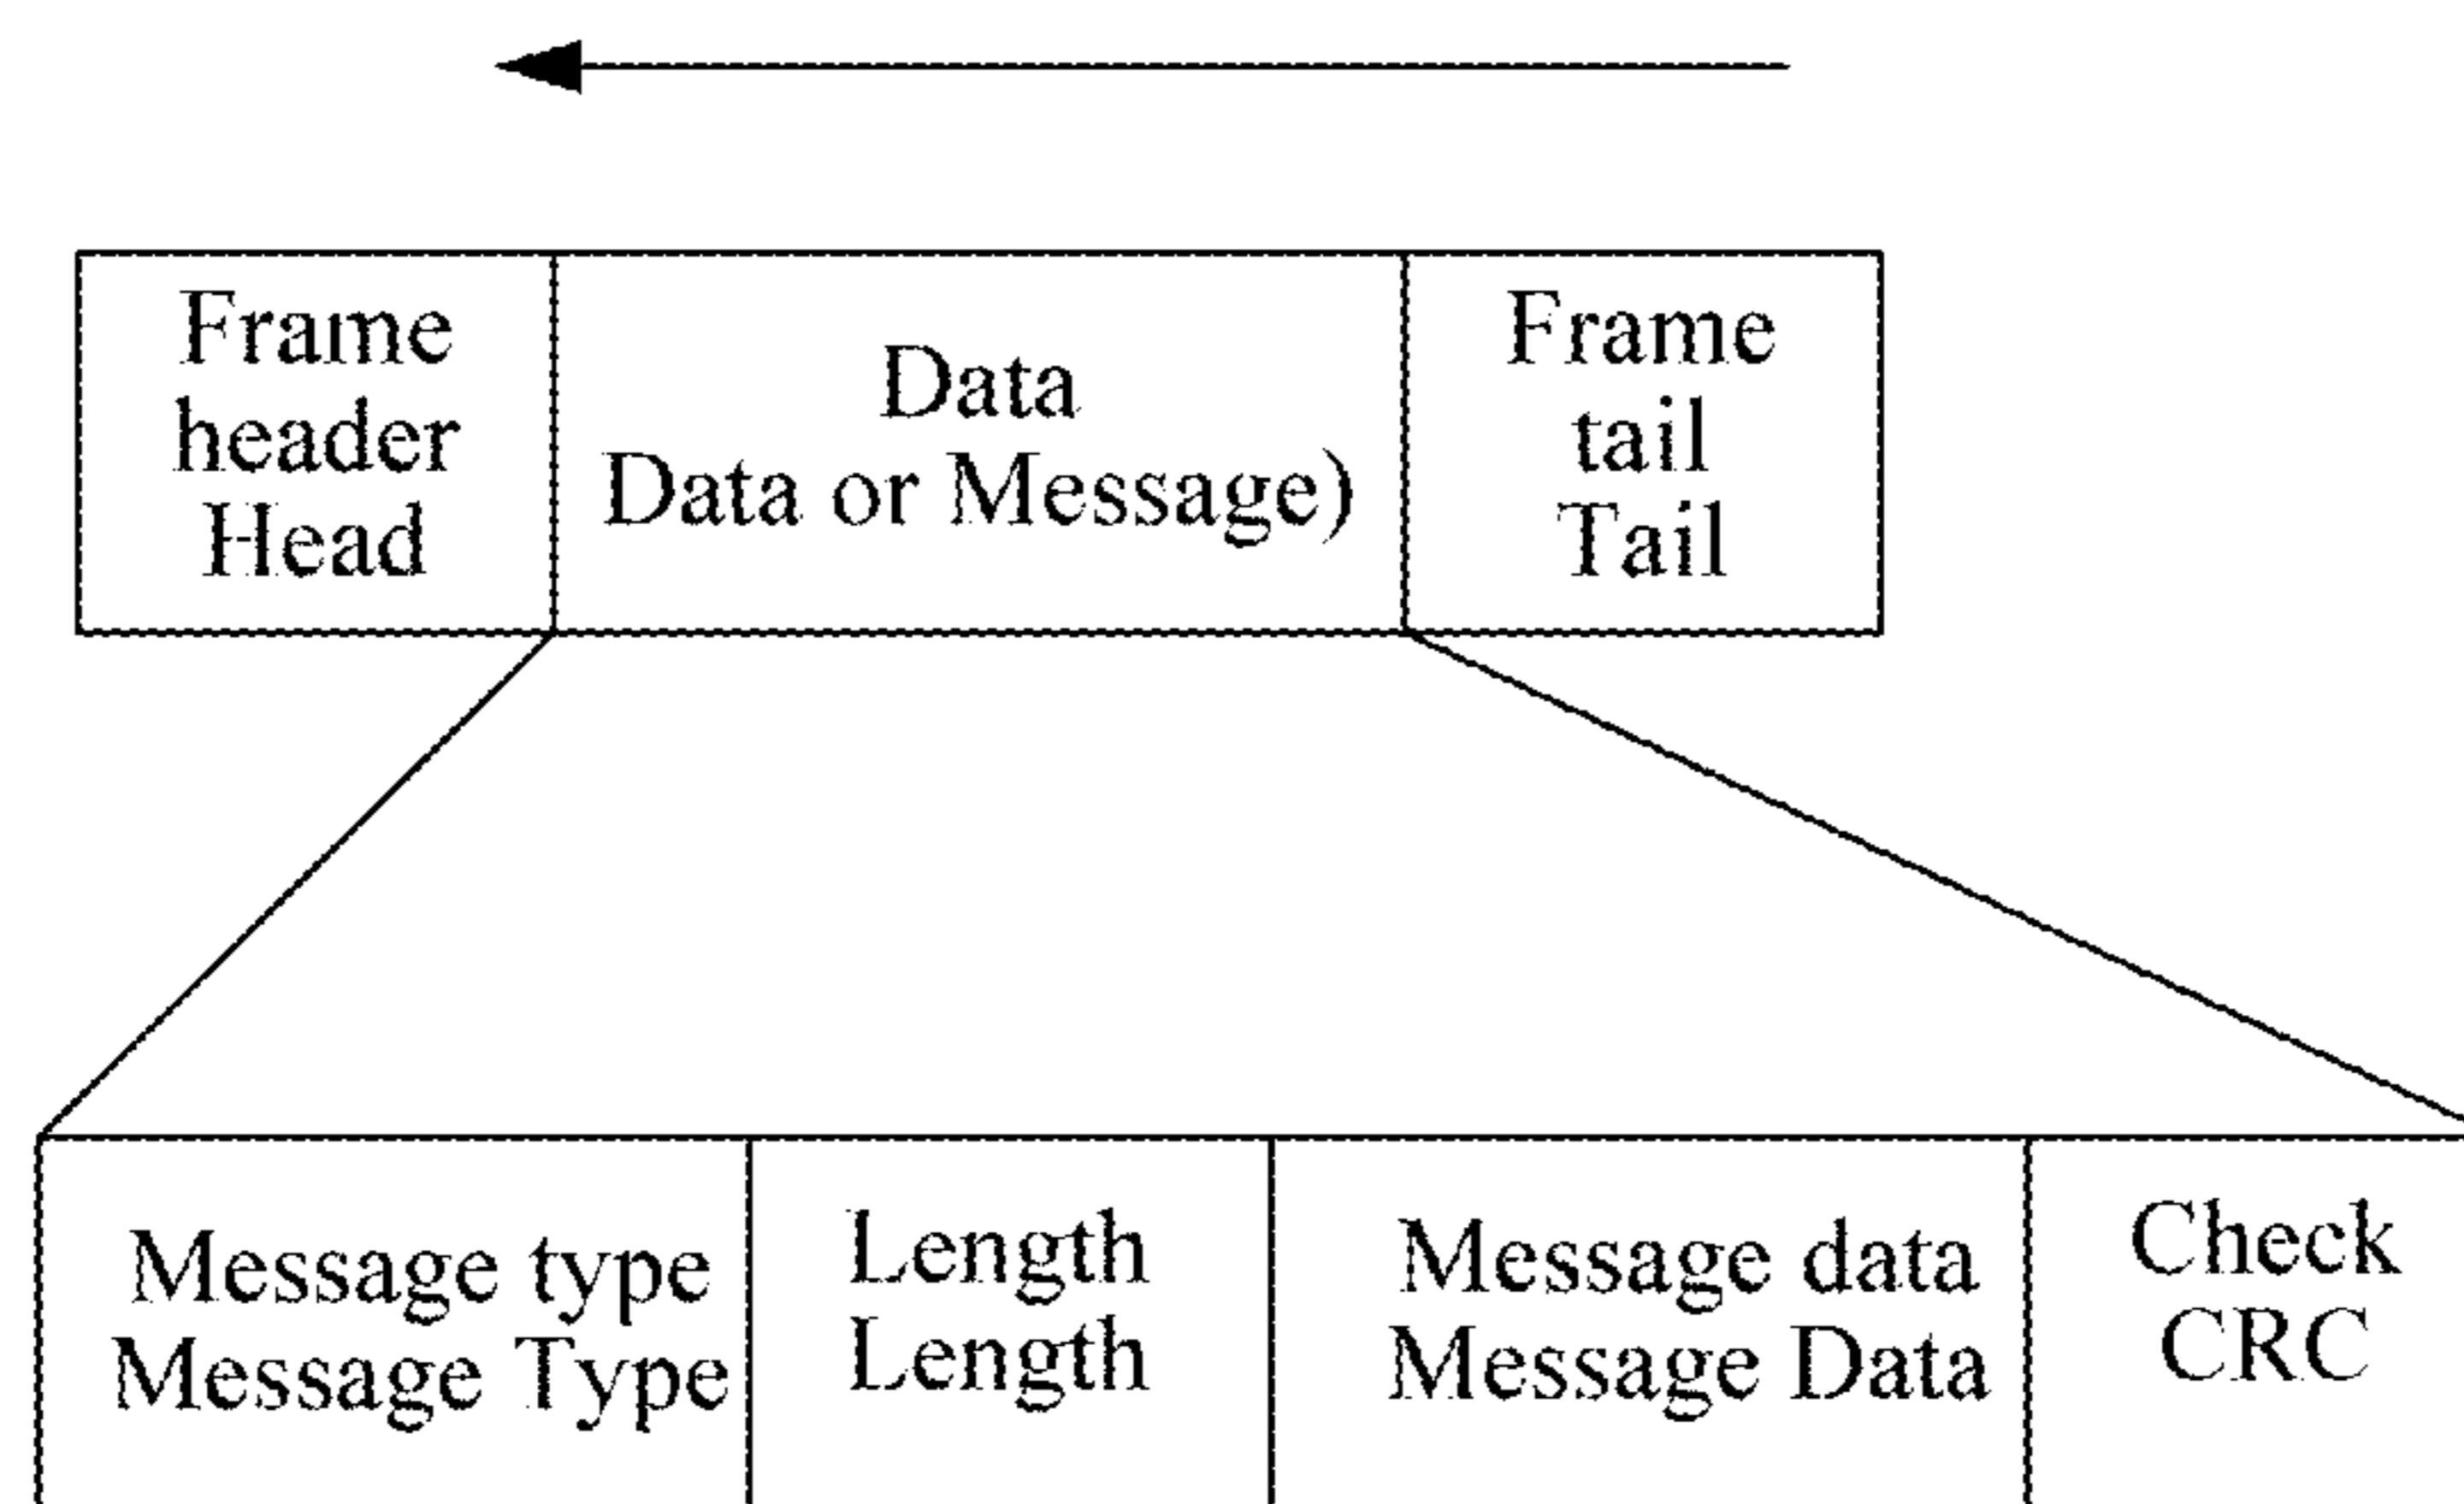 Frame
header
Head
Data
Data or Message)
Frame
tail
Tail
Message type
Message Type
Length
Length
Message data
Message Data
Check
CRC